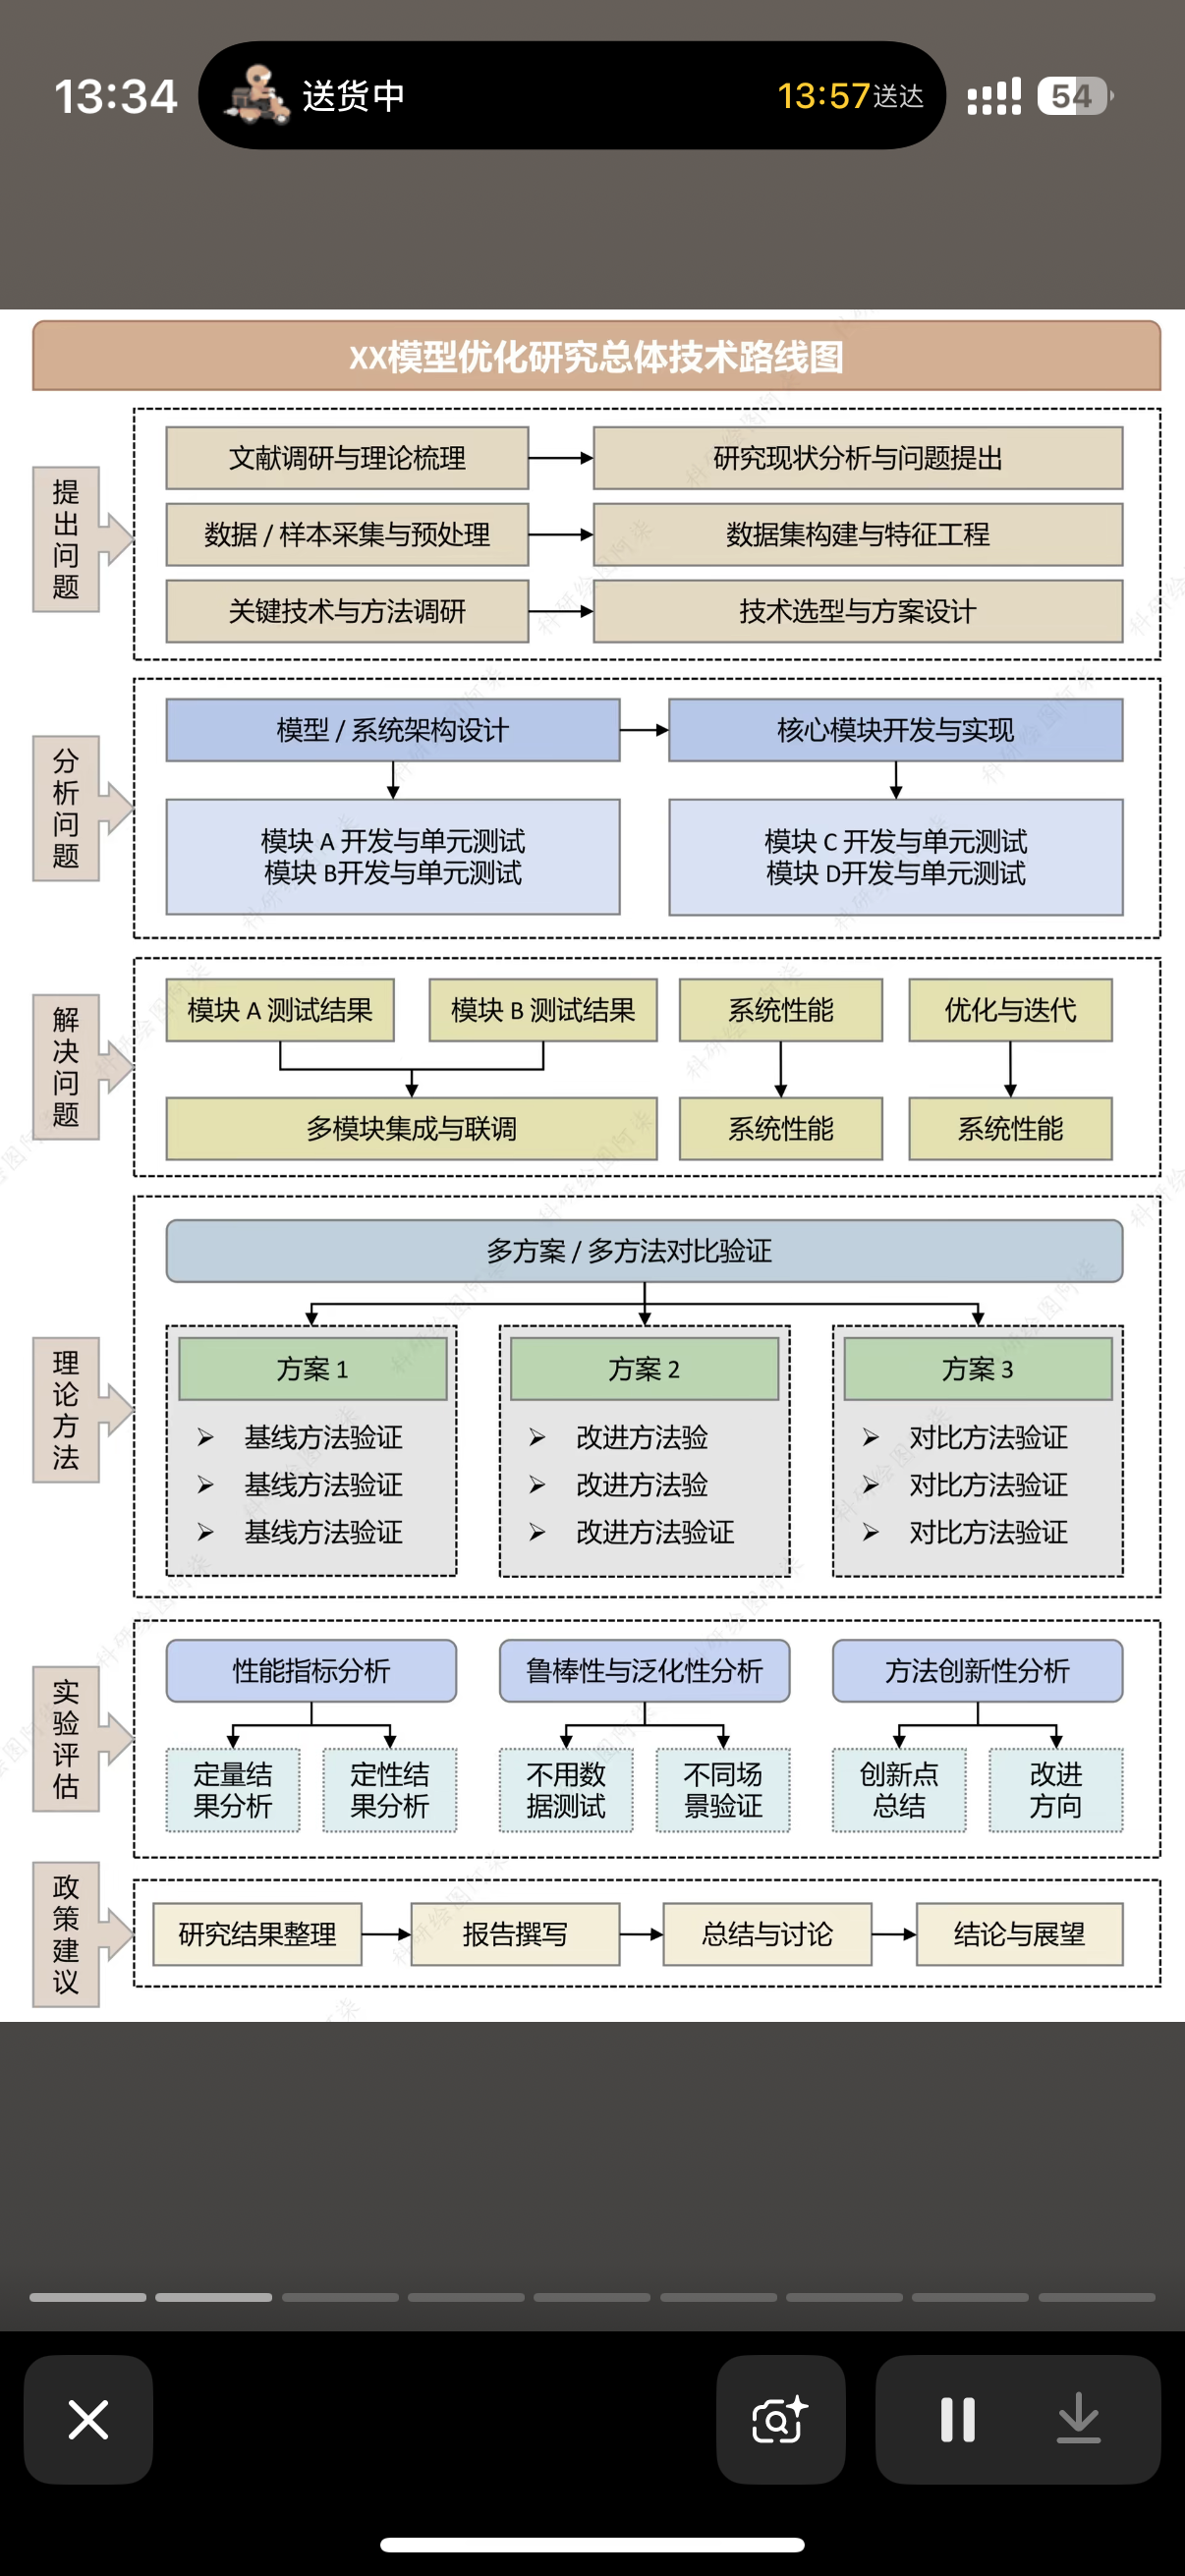 13:34
送货中
13:57送达
54
XX模型优化研究总体技术路线图
提出问题
文献调研与理论梳理
研究现状分析与问题提出
数据 / 样本采集与预处理
数据集构建与特征工程
关键技术与方法调研
技术选型与方案设计
分析问题
模型 / 系统架构设计
核心模块开发与实现
模块 A 开发与单元测试
模块 B开发与单元测试
模块 C 开发与单元测试
模块 D开发与单元测试
解决问题
模块 A 测试结果
模块 B 测试结果
系统性能
优化与迭代
多模块集成与联调
系统性能
系统性能
理论方法
多方案 / 多方法对比验证
方案 1
基线方法验证
基线方法验证
基线方法验证
方案 2
改进方法验
改进方法验
改进方法验证
方案 3
对比方法验证
对比方法验证
对比方法验证
实验评估
性能指标分析
鲁棒性与泛化性分析
方法创新性分析
定量结
果分析
定性结
果分析
不用数
据测试
不同场
景验证
创新点
总结
改进
方向
政策建议
研究结果整理
报告撰写
总结与讨论
结论与展望
科研绘图阿柒